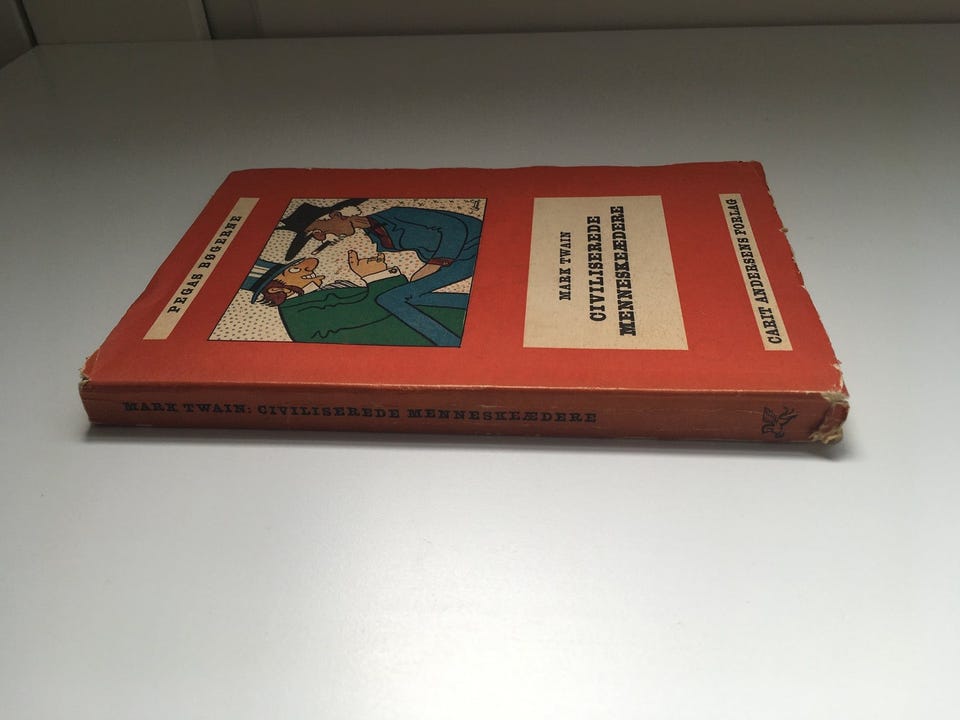 PEGAS BØGERNE
MARK TWAIN
CIVILISEREDE
MENNESKEÆDERE
CARIT ANDERSENS FORLAG
MARK TWAIN: CIVILISEREDE MENNESKEÆDERE